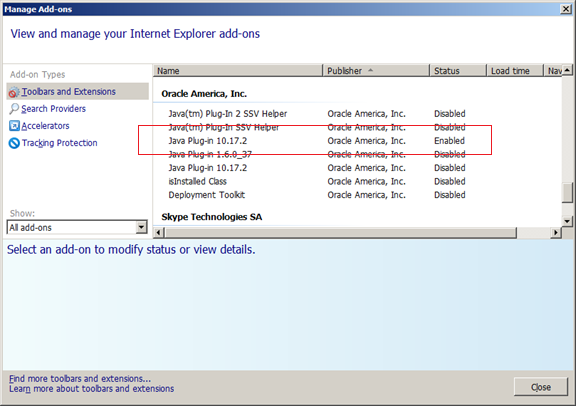 Manage Add-ons
View and manage your Internet Explorer add-ons
Add-on Types
Toolbars and Extensions
Search Providers
Accelerators
Tracking Protection
Show:
All add-ons
Name Publisher Status Load time Nav
Oracle America, Inc.
Java(tm) Plug-In 2 SSV Helper Oracle America, Inc. Disabled
Java(tm) Plug-In SSV Helper Oracle America, Inc. Disabled
Java Plug-in 10.17.2 Oracle America, Inc. Enabled
Java Plug-in 1.6.0_37 Oracle America, Inc. Disabled
Java Plug-in 10.17.2 Oracle America, Inc. Disabled
isInstalled Class Oracle America, Inc. Disabled
Deployment Toolkit Oracle America, Inc. Disabled
Skype Technologies SA
Select an add-on to modify status or view details.
Find more toolbars and extensions...
Learn more about toolbars and extensions
Close